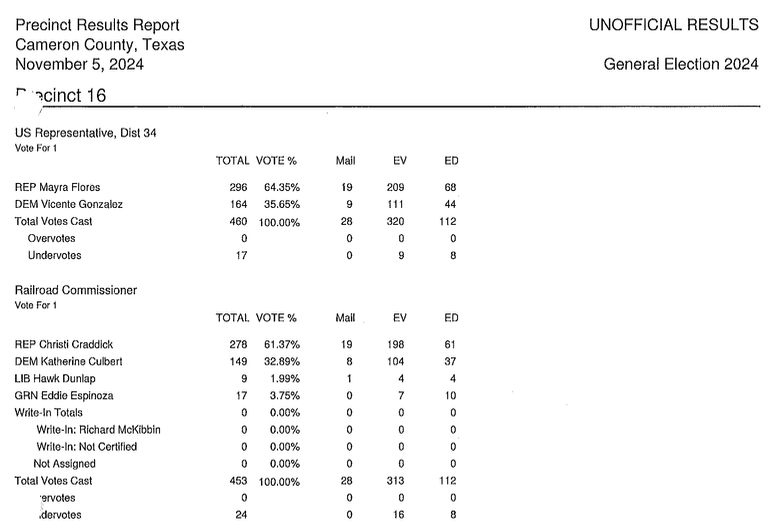 Precinct Results Report
Cameron County, Texas
November 5, 2024
UNOFFICIAL RESULTS
General Election 2024
Precinct 16
US Representative, Dist 34
Vote For 1
TOTAL VOTE % Mail EV ED
REP Mayra Flores 296 64.35% 19 209 68
DEM Vicente Gonzalez 164 35.65% 9 111 44
Total Votes Cast 460 100.00% 28 320 112
Overvotes 0 0 0 0
Undervotes 17 0 9 8
Railroad Commissioner
Vote For 1
TOTAL VOTE % Mail EV ED
REP Christi Craddick 278 61.37% 19 198 61
DEM Katherine Culbert 149 32.89% 8 104 37
LIB Hawk Dunlap 9 1.99% 1 4 4
GRN Eddie Espinoza 17 3.75% 0 7 10
Write-In Totals 0 0.00% 0 0 0
Write-In: Richard McKibbin 0 0.00% 0 0 0
Write-In: Not Certified 0 0.00% 0 0 0
Not Assigned 0 0.00% 0 0 0
Total Votes Cast 453 100.00% 28 313 112
ervotes 0 0 0 0
dervotes 24 0 16 8